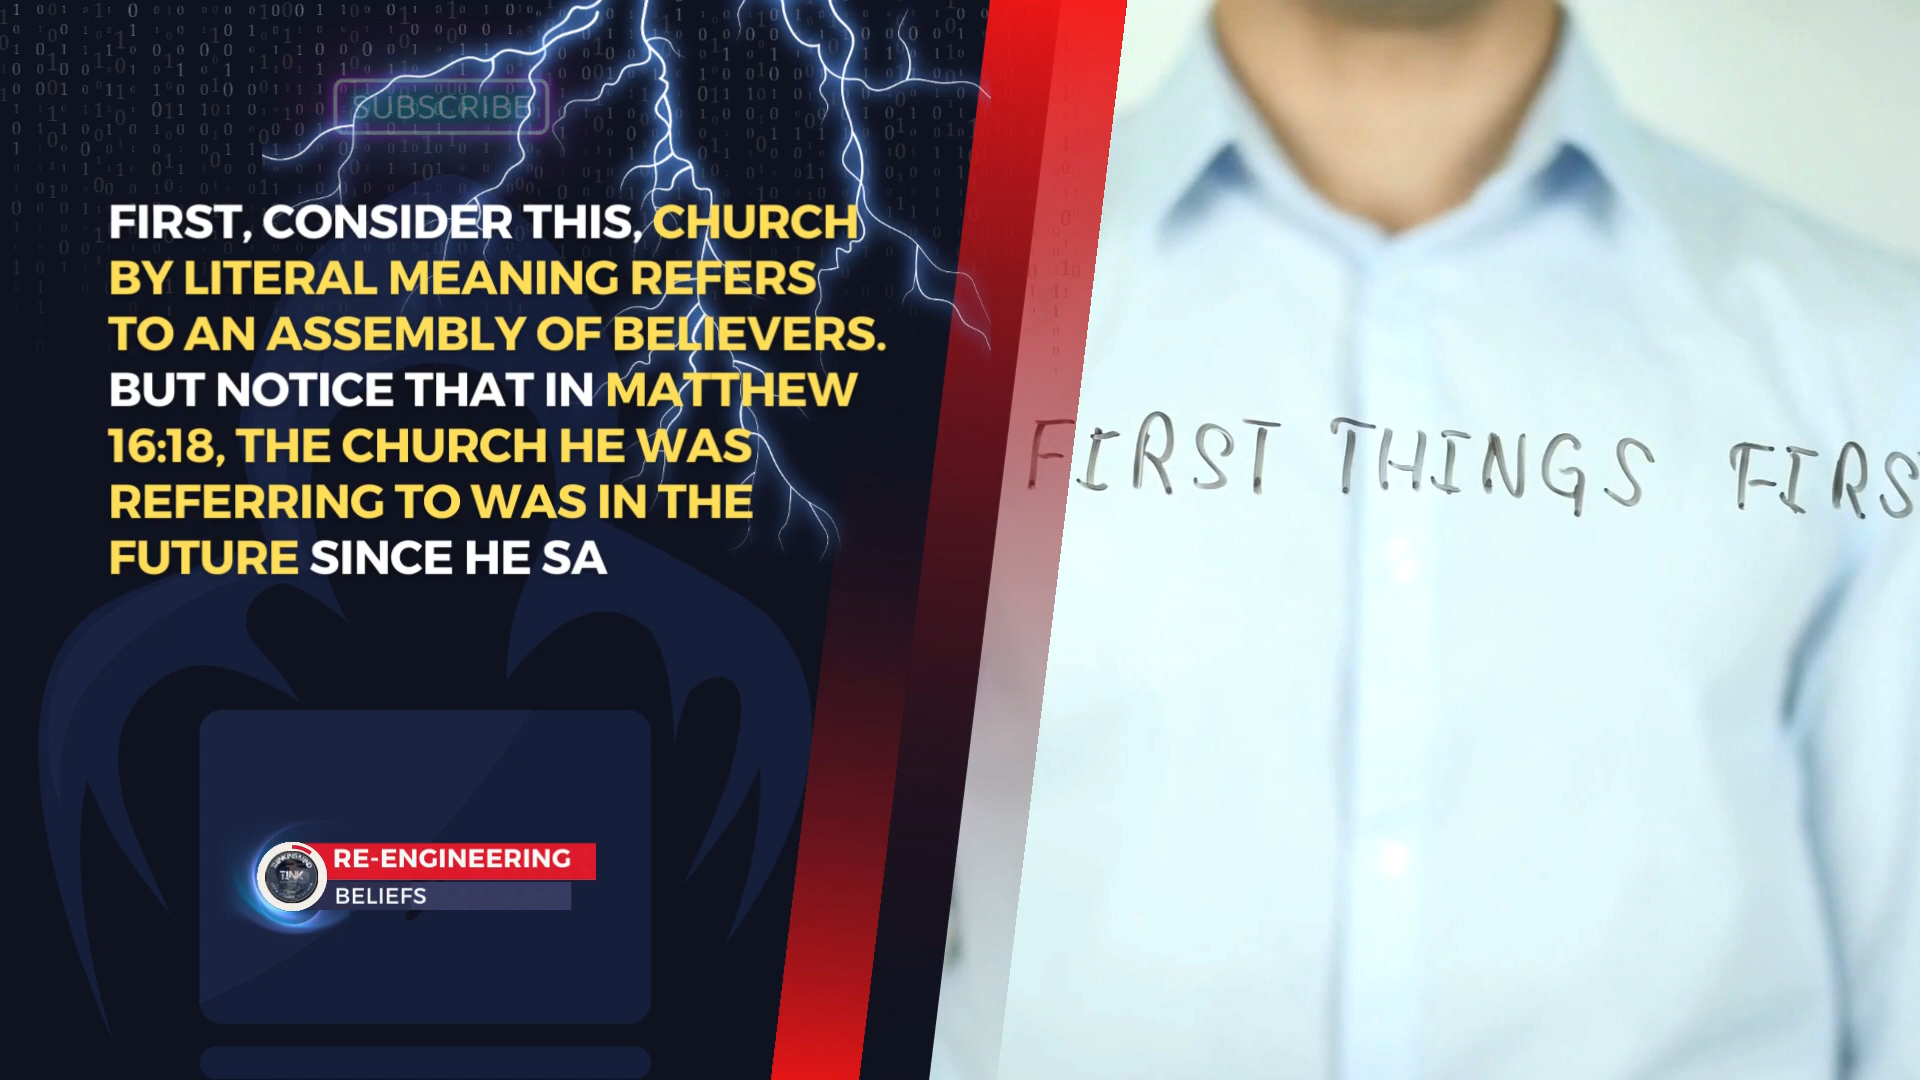 SUBSCRIBE
FIRST, CONSIDER THIS, CHURCH
BY LITERAL MEANING REFERS
TO AN ASSEMBLY OF BELIEVERS.
BUT NOTICE THAT IN MATTHEW
16:18, THE CHURCH HE WAS
REFERRING TO WAS IN THE
FUTURE SINCE HE SA
FIRST THINGS FIRS
RE-ENGINEERING
BELIEFS